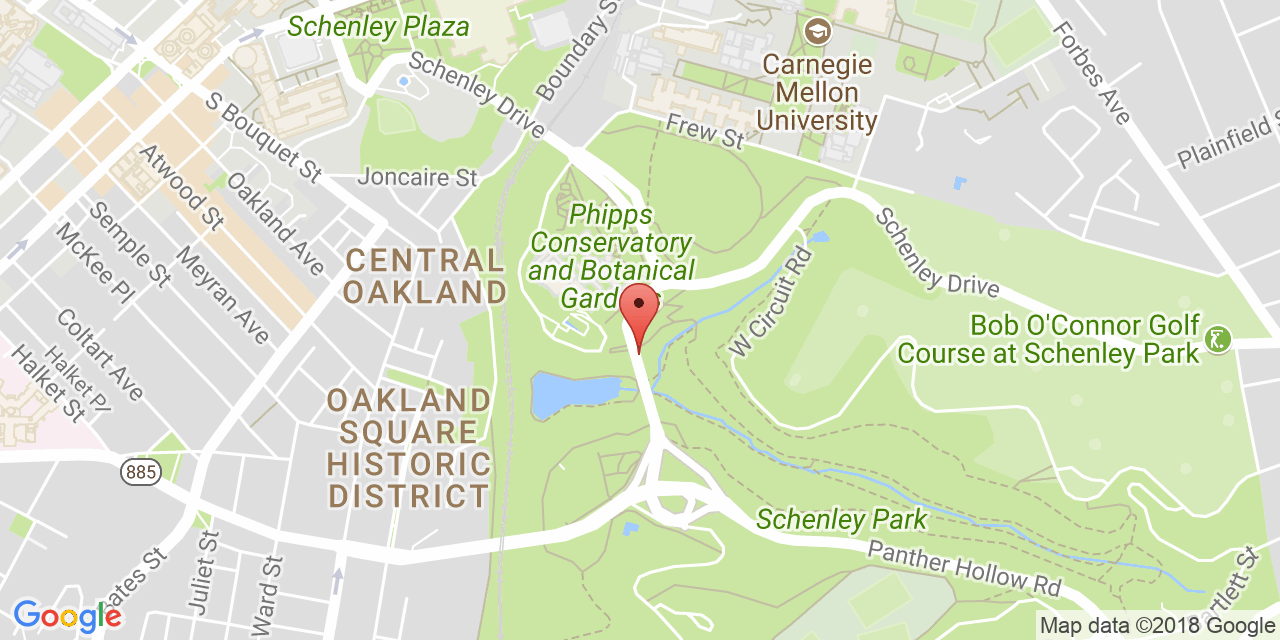 Schenley Plaza
Schenley Drive
Boundary St
Carnegie
Mellon
University
Forbes Ave
Frew St
Plainfield
S Bouquet St
Atwood St
Joncaire St
Oakland Ave
Semple St
McKee Pl
Meyran Ave
CENTRAL
OAKLAND
Phipps
Conservatory
and Botanical
Gardens
Schenley Drive
W Circuit Rd
Bob O'Connor Golf
Course at Schenley Park
Coltart Ave
Halket Pl
Halket St
OAKLAND
SQUARE
HISTORIC
DISTRICT
885
Schenley Park
Panther Hollow Rd
Bates St
Juliet St
Ward St
Bartlett St
Google
Map data ©2018 Google